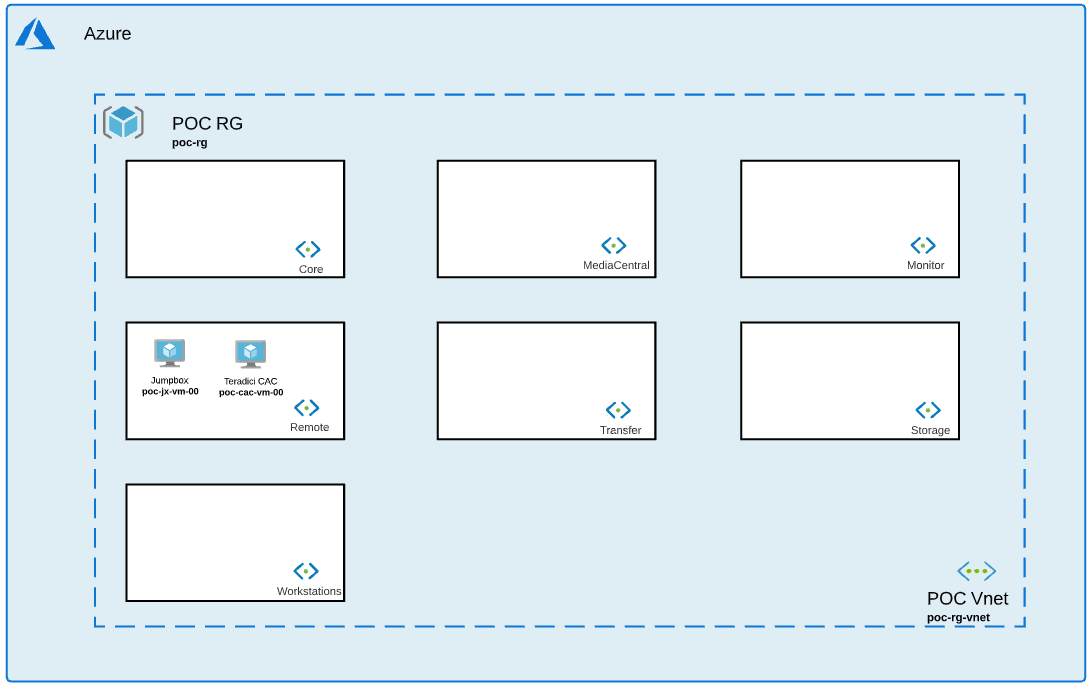 Azure
POC RG
poc-rg
Core
MediaCentral
Monitor
Jumpbox
poc-jx-vm-00
Teradici CAC
poc-cac-vm-00
Remote
Transfer
Storage
Workstations
POC Vnet
poc-rg-vnet